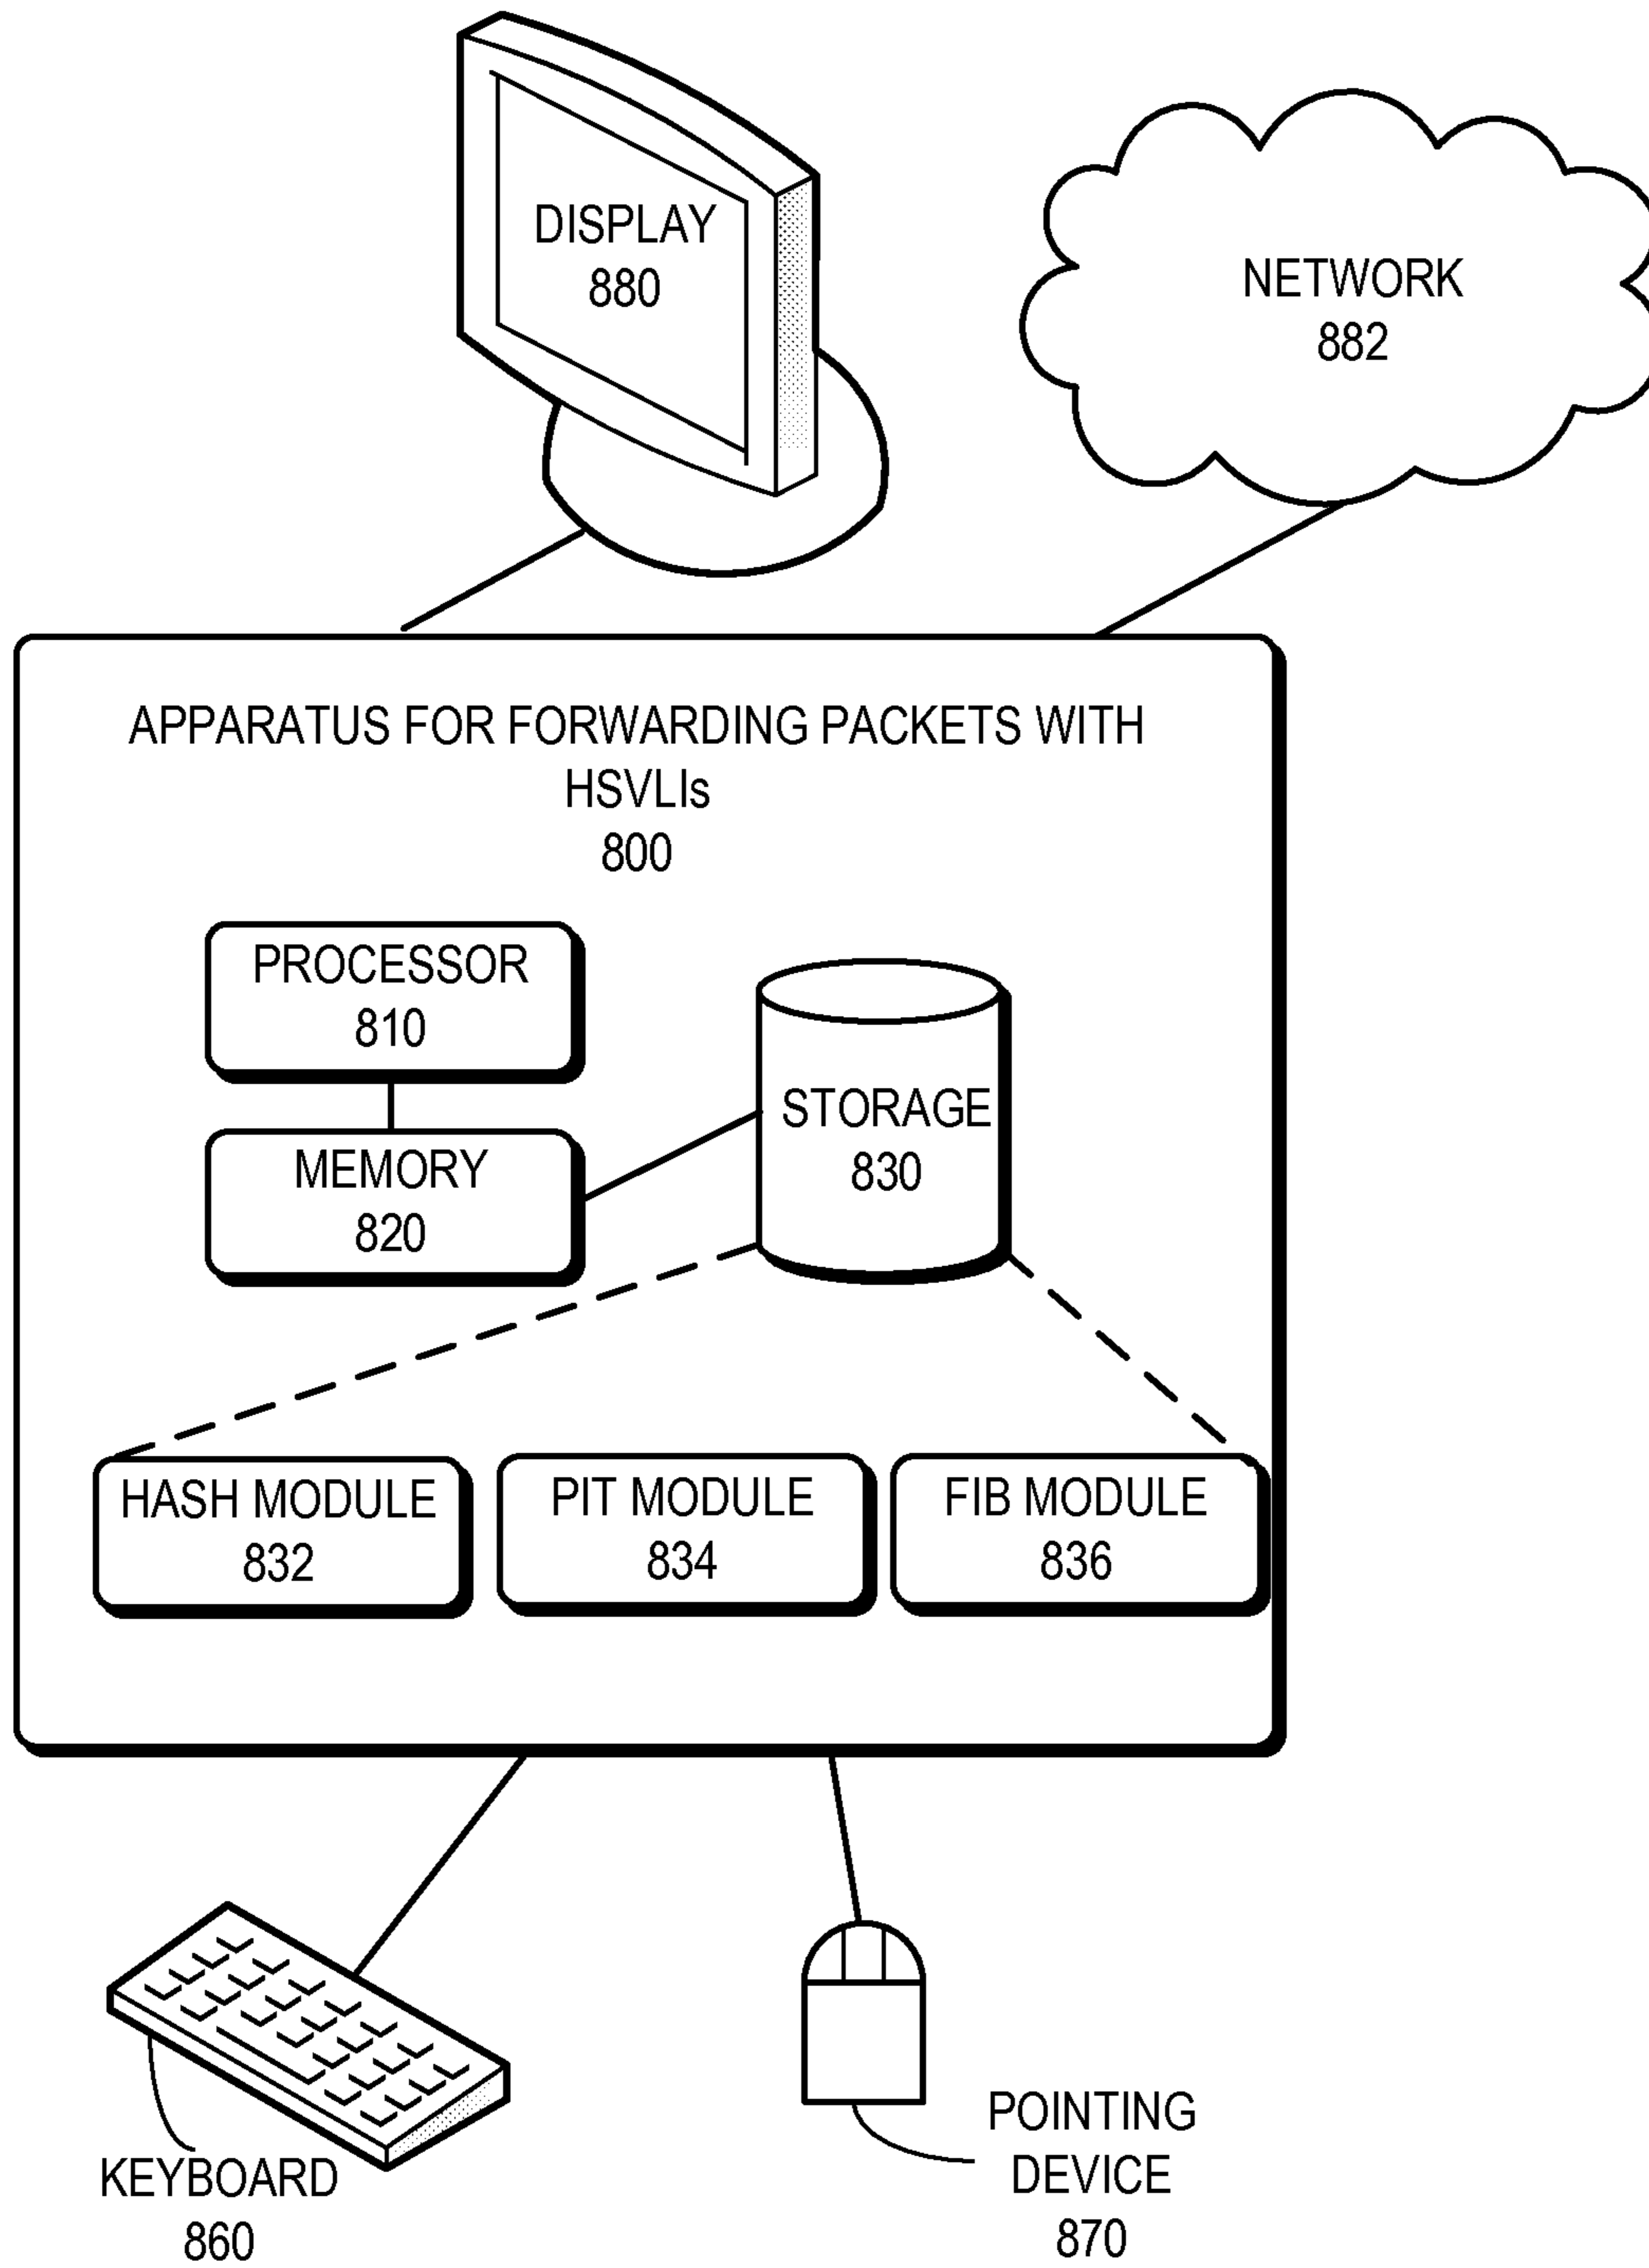 DISPLAY
880
NETWORK
882
APPARATUS FOR FORWARDING PACKETS WITH
HSVLIs
800
PROCESSOR
810
MEMORY
820
STORAGE
830
HASH MODULE
832
PIT MODULE
834
FIB MODULE
836
KEYBOARD
860
POINTING
DEVICE
870